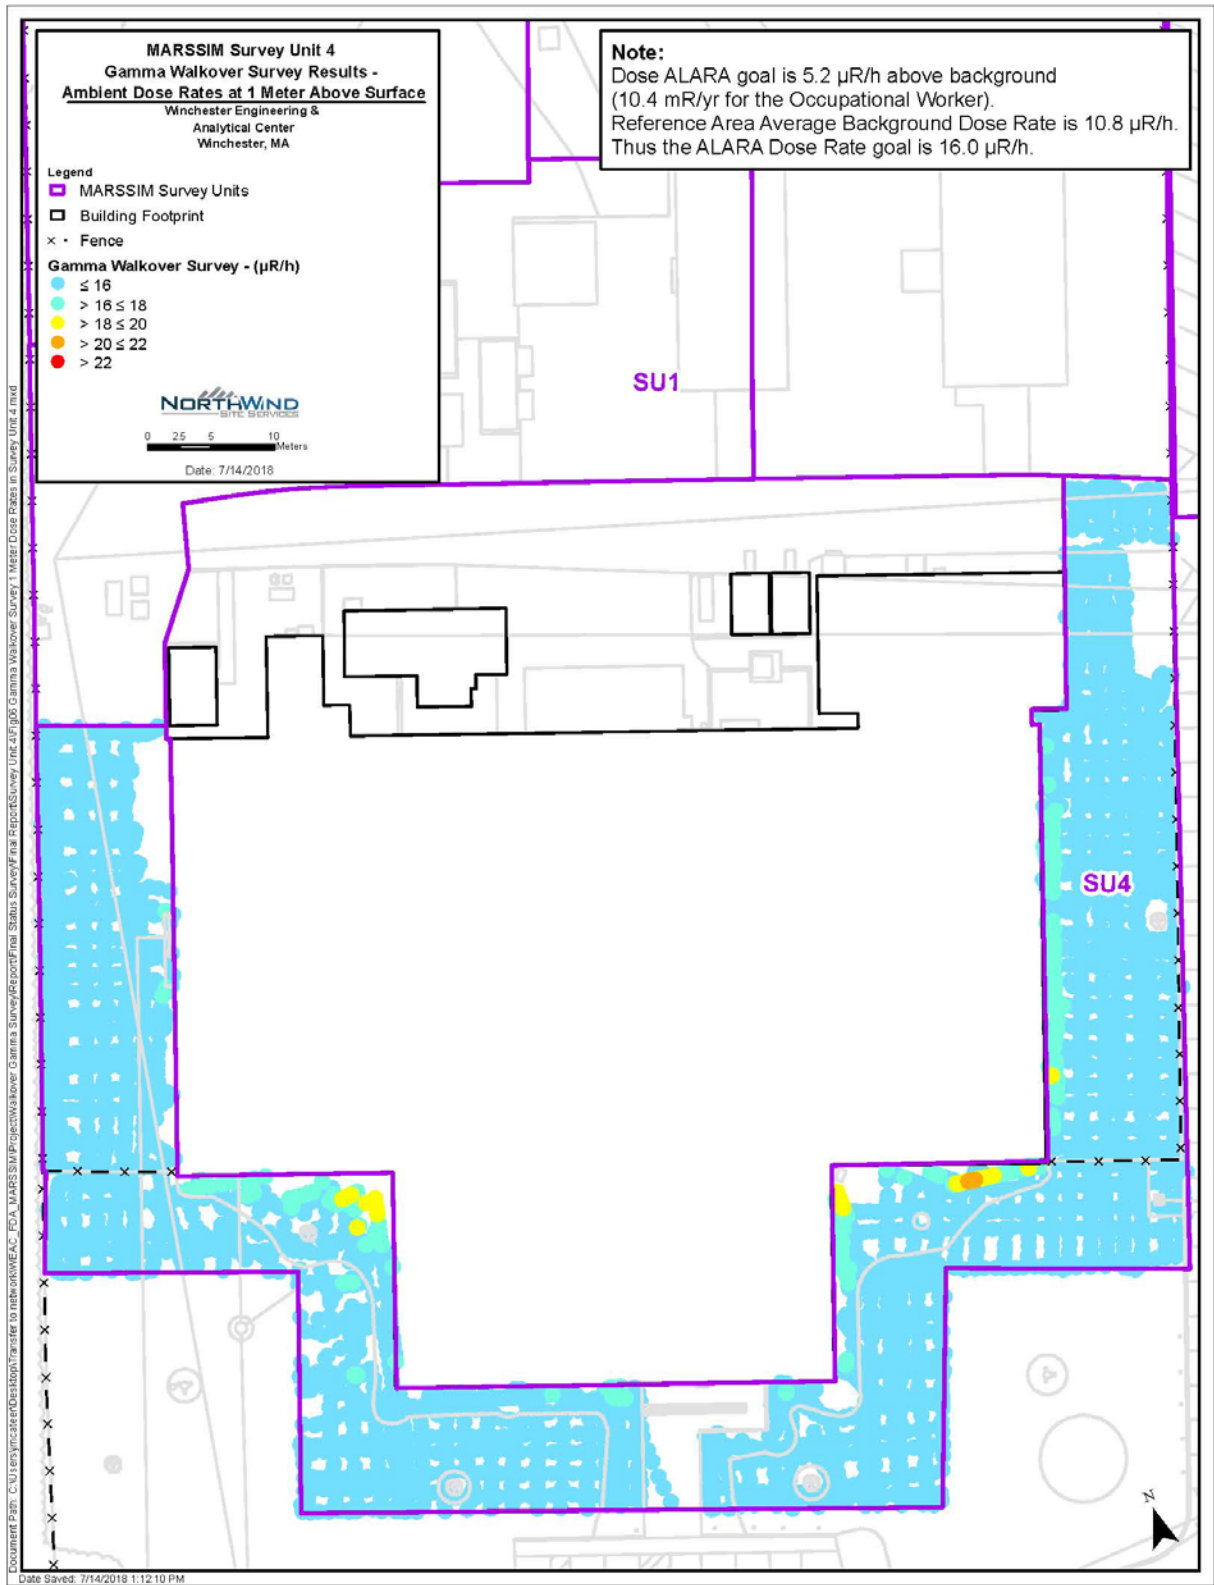 MARSSIM Survey Unit 4
Gamma Walkover Survey Results -
Ambient Dose Rates at 1 Meter Above Surface
Winchester Engineering &
Analytical Center
Winchester, MA
Legend
MARSSIM Survey Units
Building Footprint
Fence
Gamma Walkover Survey - (µR/h)
≤ 16
> 16 ≤ 18
> 18 ≤ 20
> 20 ≤ 22
> 22
NORTHWIND
SITE SERVICES
0 2.5 5 10
Meters
Date: 7/14/2018
Note:
Dose ALARA goal is 5.2 µR/h above background
(10.4 mR/yr for the Occupational Worker).
Reference Area Average Background Dose Rate is 10.8 µR/h.
Thus the ALARA Dose Rate goal is 16.0 µR/h.
SU1
SU4
N
Date Saved: 7/14/2018 1:12:10 PM